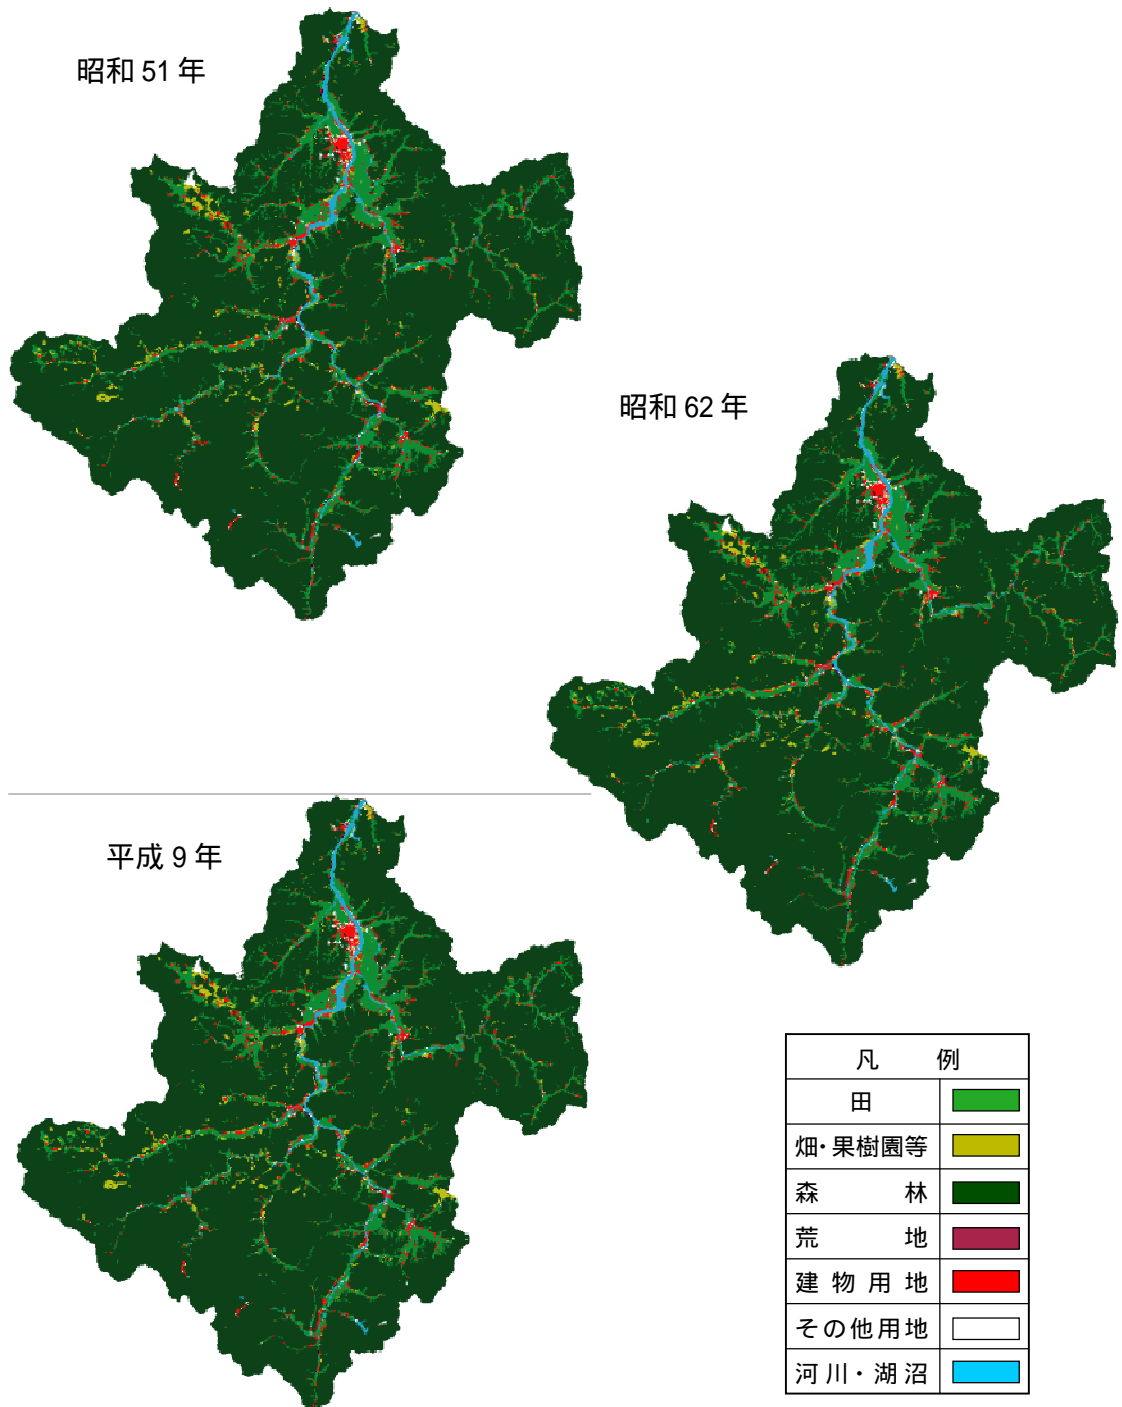 昭和 51 年
昭和 62 年
平成 9 年
凡 例
田
畑・果樹園等
森 林
荒 地
建 物 用 地
その他用地
河 川・湖 沼